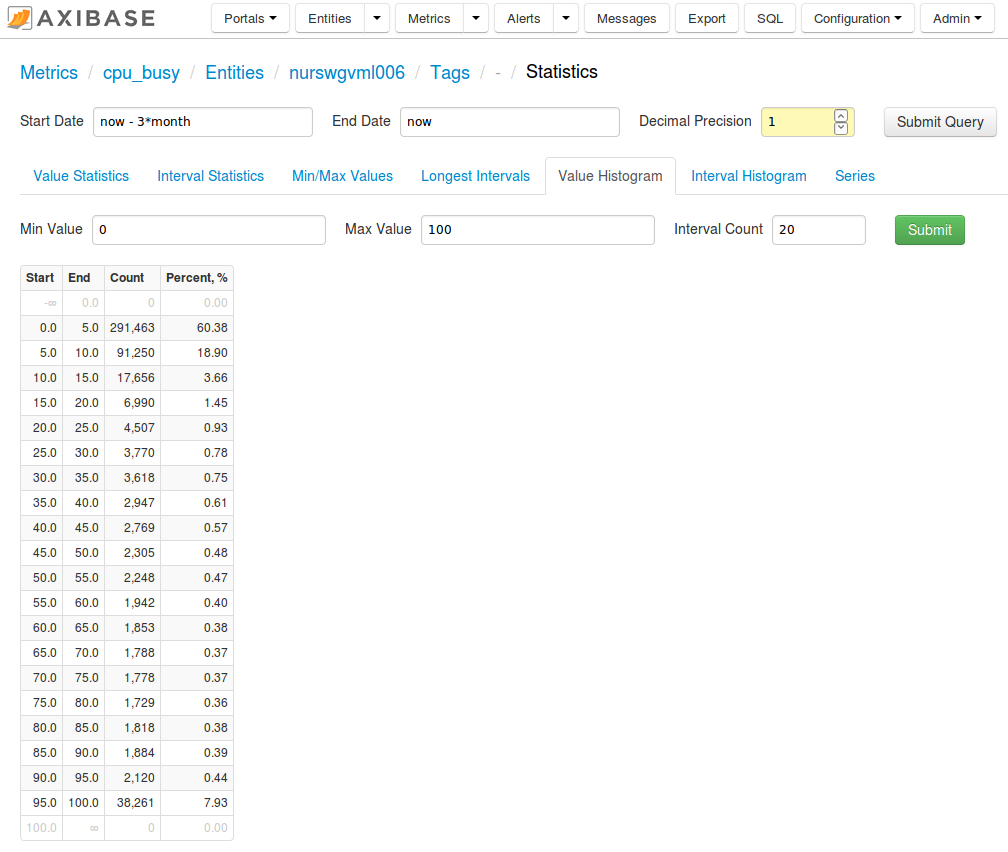 AXIBASE Portals Entities Metrics Alerts Messages Export SQL Configuration Admin
Metrics / cpu_busy / Entities / nurswgvml006 / Tags / - / Statistics
Start Date now - 3*month End Date now Decimal Precision 1 Submit Query
Value Statistics Interval Statistics Min/Max Values Longest Intervals Value Histogram Interval Histogram Series
Min Value 0 Max Value 100 Interval Count 20 Submit
Start End Count Percent, %
-∞ 0.0 0 0.00
0.0 5.0 291,463 60.38
5.0 10.0 91,250 18.90
10.0 15.0 17,656 3.66
15.0 20.0 6,990 1.45
20.0 25.0 4,507 0.93
25.0 30.0 3,770 0.78
30.0 35.0 3,618 0.75
35.0 40.0 2,947 0.61
40.0 45.0 2,769 0.57
45.0 50.0 2,305 0.48
50.0 55.0 2,248 0.47
55.0 60.0 1,942 0.40
60.0 65.0 1,853 0.38
65.0 70.0 1,788 0.37
70.0 75.0 1,778 0.37
75.0 80.0 1,729 0.36
80.0 85.0 1,818 0.38
85.0 90.0 1,884 0.39
90.0 95.0 2,120 0.44
95.0 100.0 38,261 7.93
100.0 ∞ 0 0.00